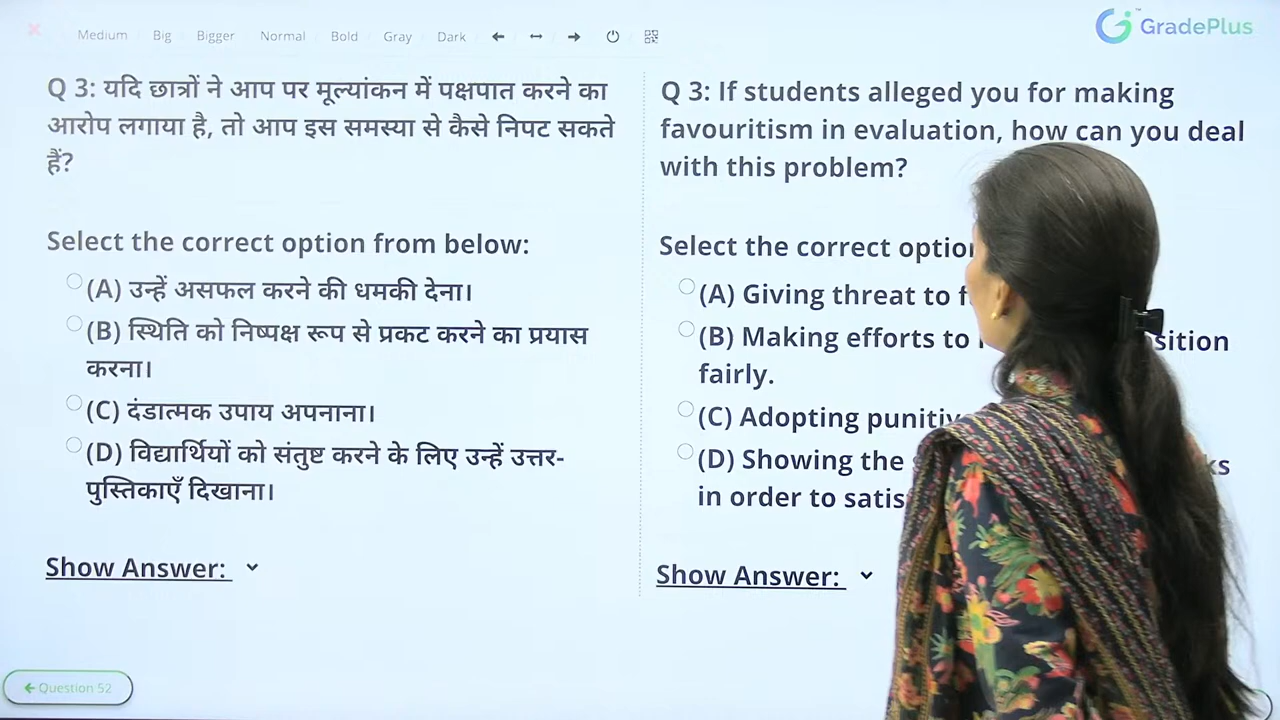 Medium Big Bigger Normal Bold Gray Dark
GradePlus
Q 3: यदि छात्रों ने आप पर मूल्यांकन में पक्षपात करने का
आरोप लगाया है, तो आप इस समस्या से कैसे निपट सकते
हैं?
Select the correct option from below:
(A) उन्हें असफल करने की धमकी देना।
(B) स्थिति को निष्पक्ष रूप से प्रकट करने का प्रयास
करना।
(C) दंडात्मक उपाय अपनाना।
(D) विद्यार्थियों को संतुष्ट करने के लिए उन्हें उत्तर-
पुस्तिकाएँ दिखाना।
Show Answer:
Q 3: If students alleged you for making
favouritism in evaluation, how can you deal
with this problem?
Select the correct
(A) Giving threat to
(B) Making efforts to
fairly.
(C) Adopting
(D) Showing the
in order to
Show Answer:
Question 52